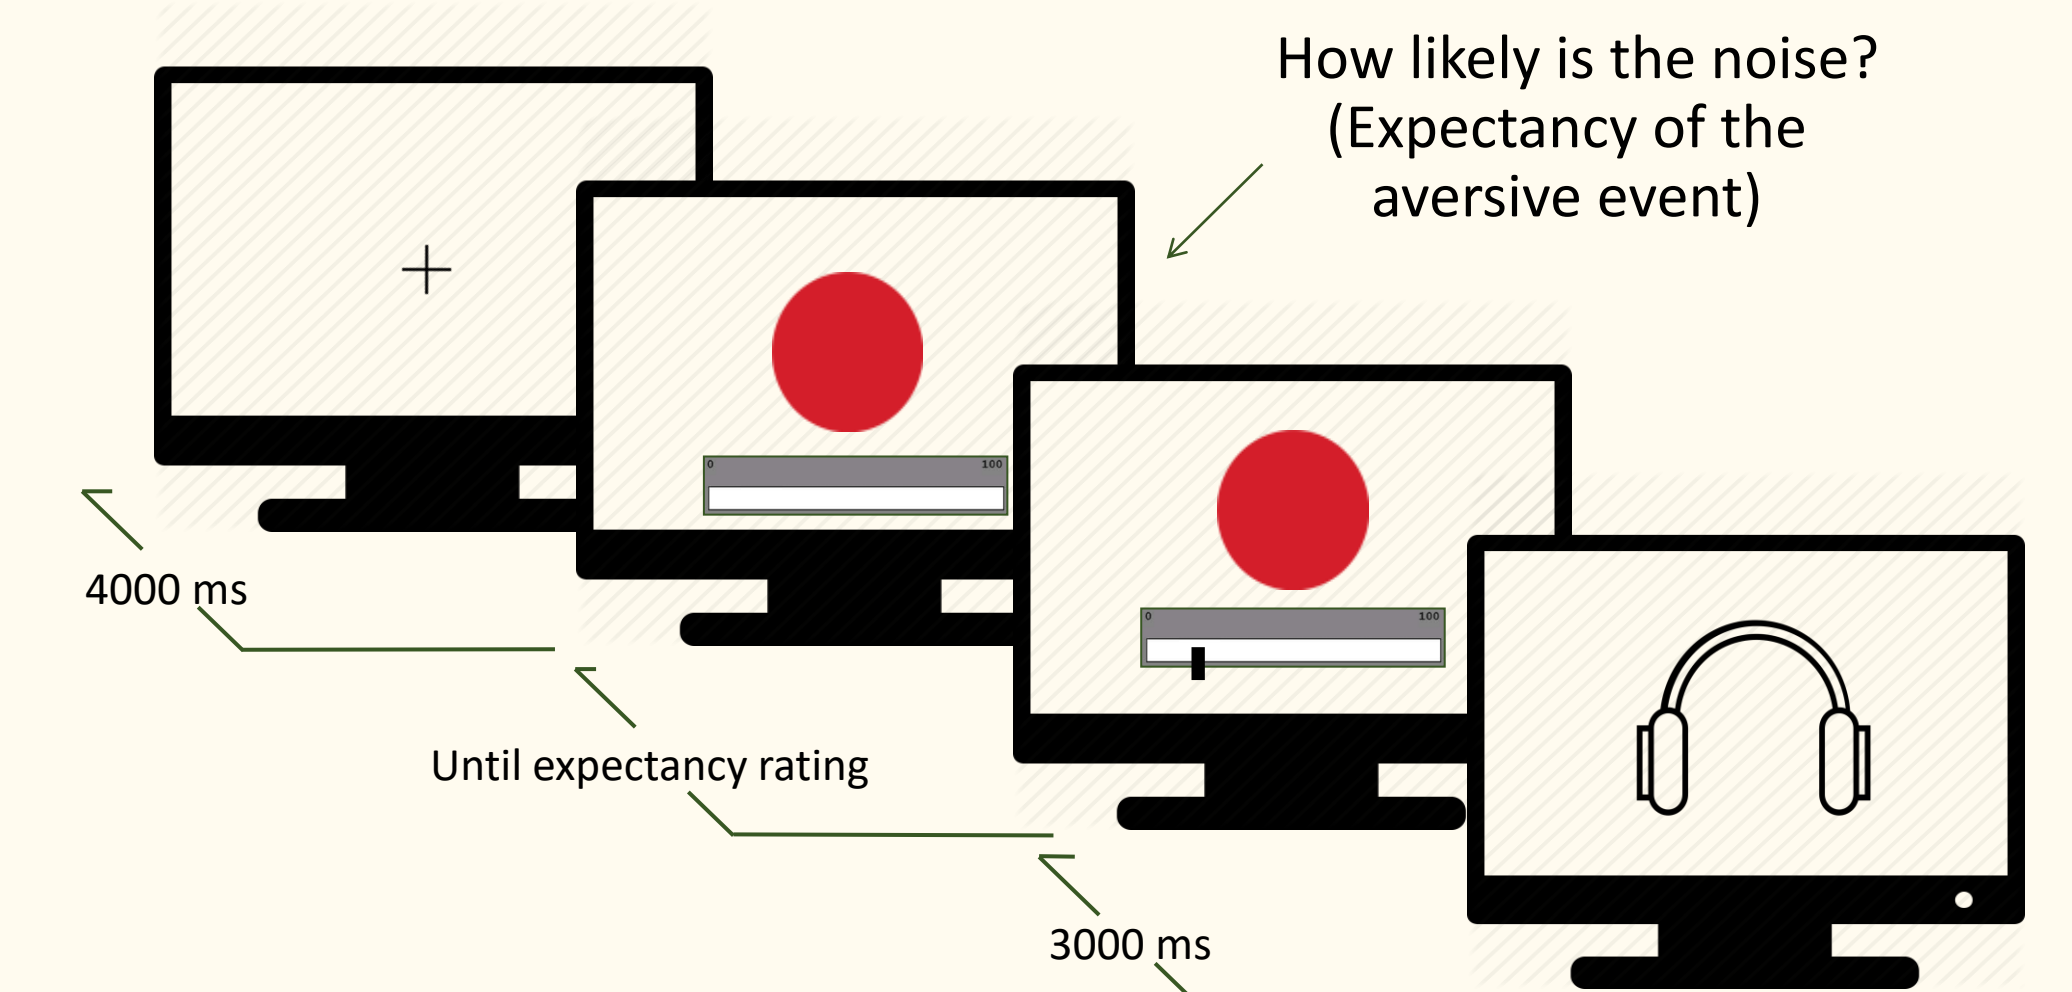 How likely is the noise?
(Expectancy of the
aversive event)
0 100
0 100
4000 ms
Until expectancy rating
3000 ms